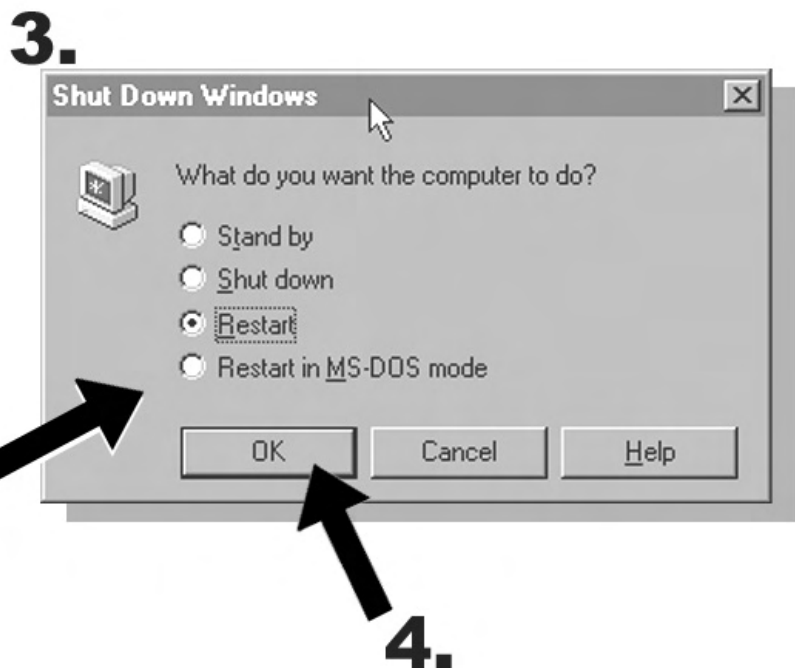 3.
Shut Down Windows
What do you want the computer to do?
Stand by
Shut down
Restart
Restart in MS-DOS mode
OK Cancel Help
4.